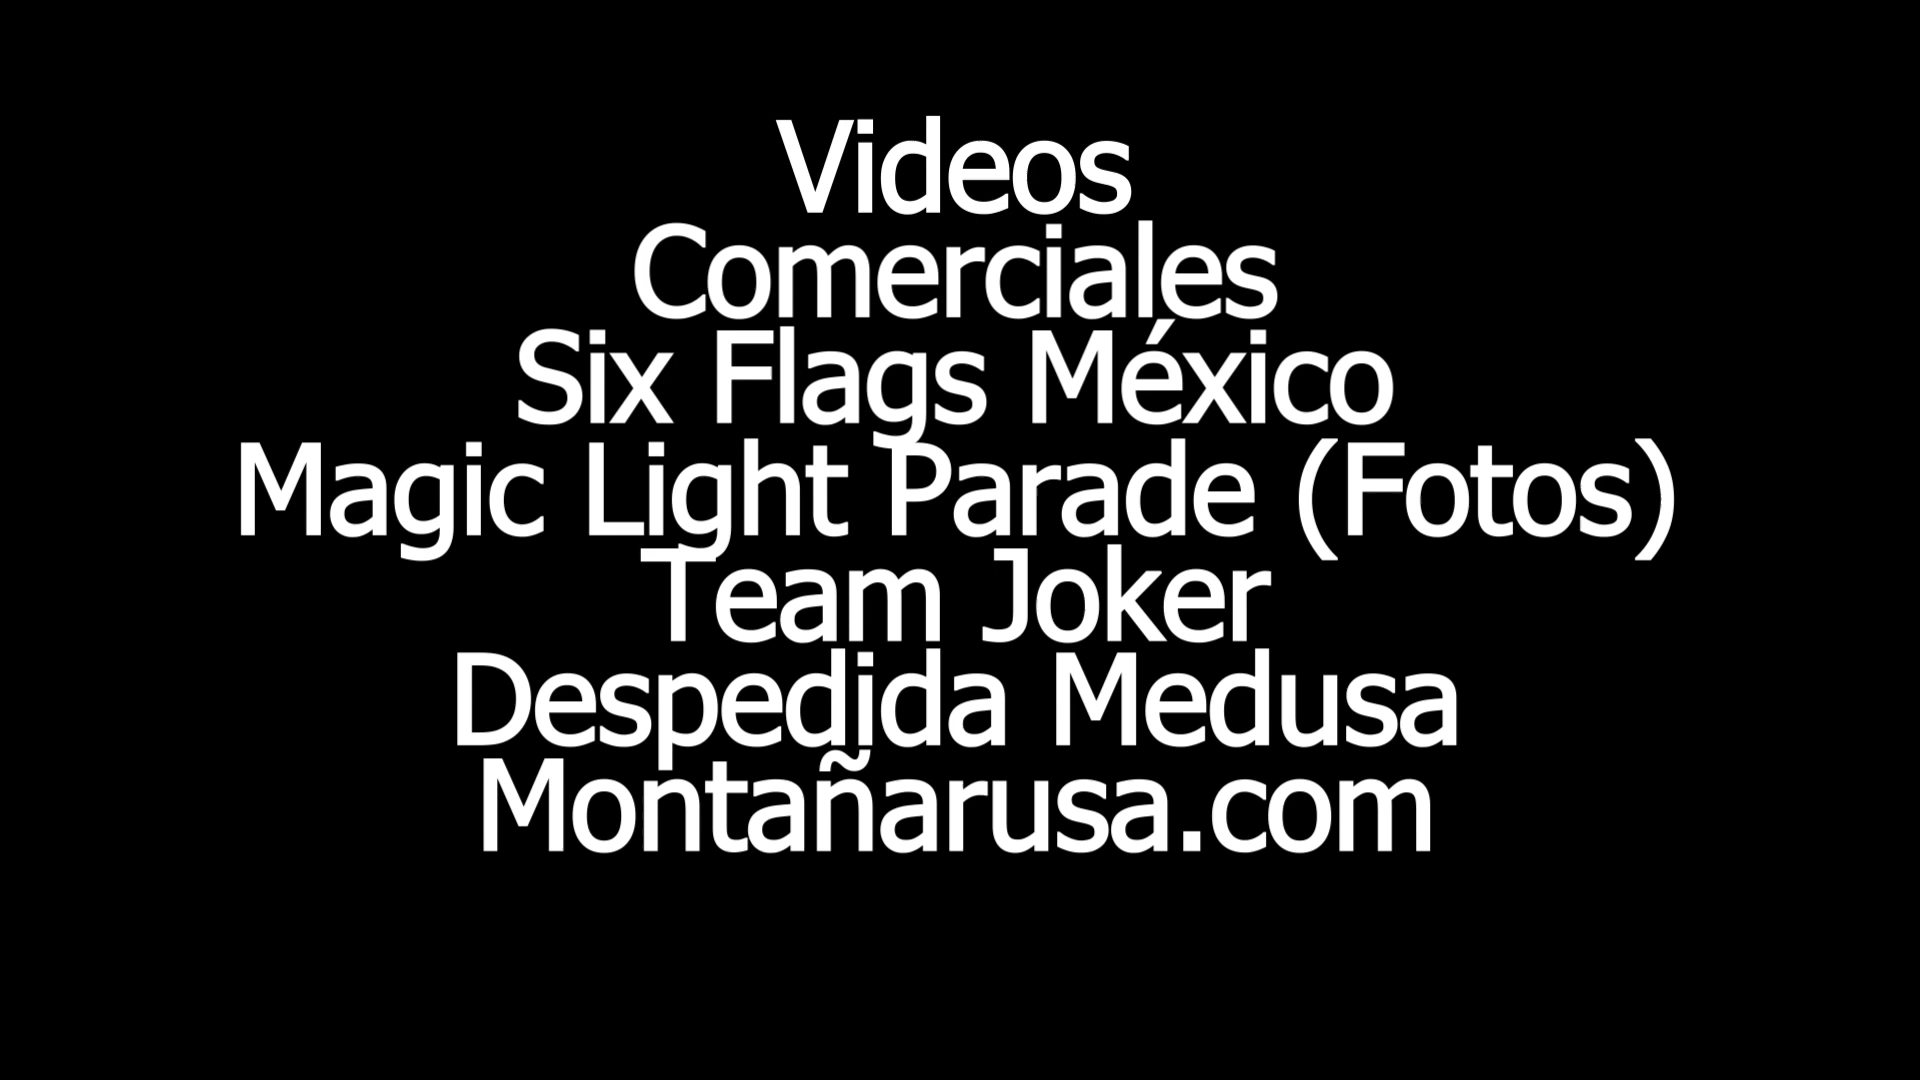 Videos
Comerciales
Six Flags México
Magic Light Parade (Fotos)
Team Joker
Despedida Medusa
Montañarusa.com